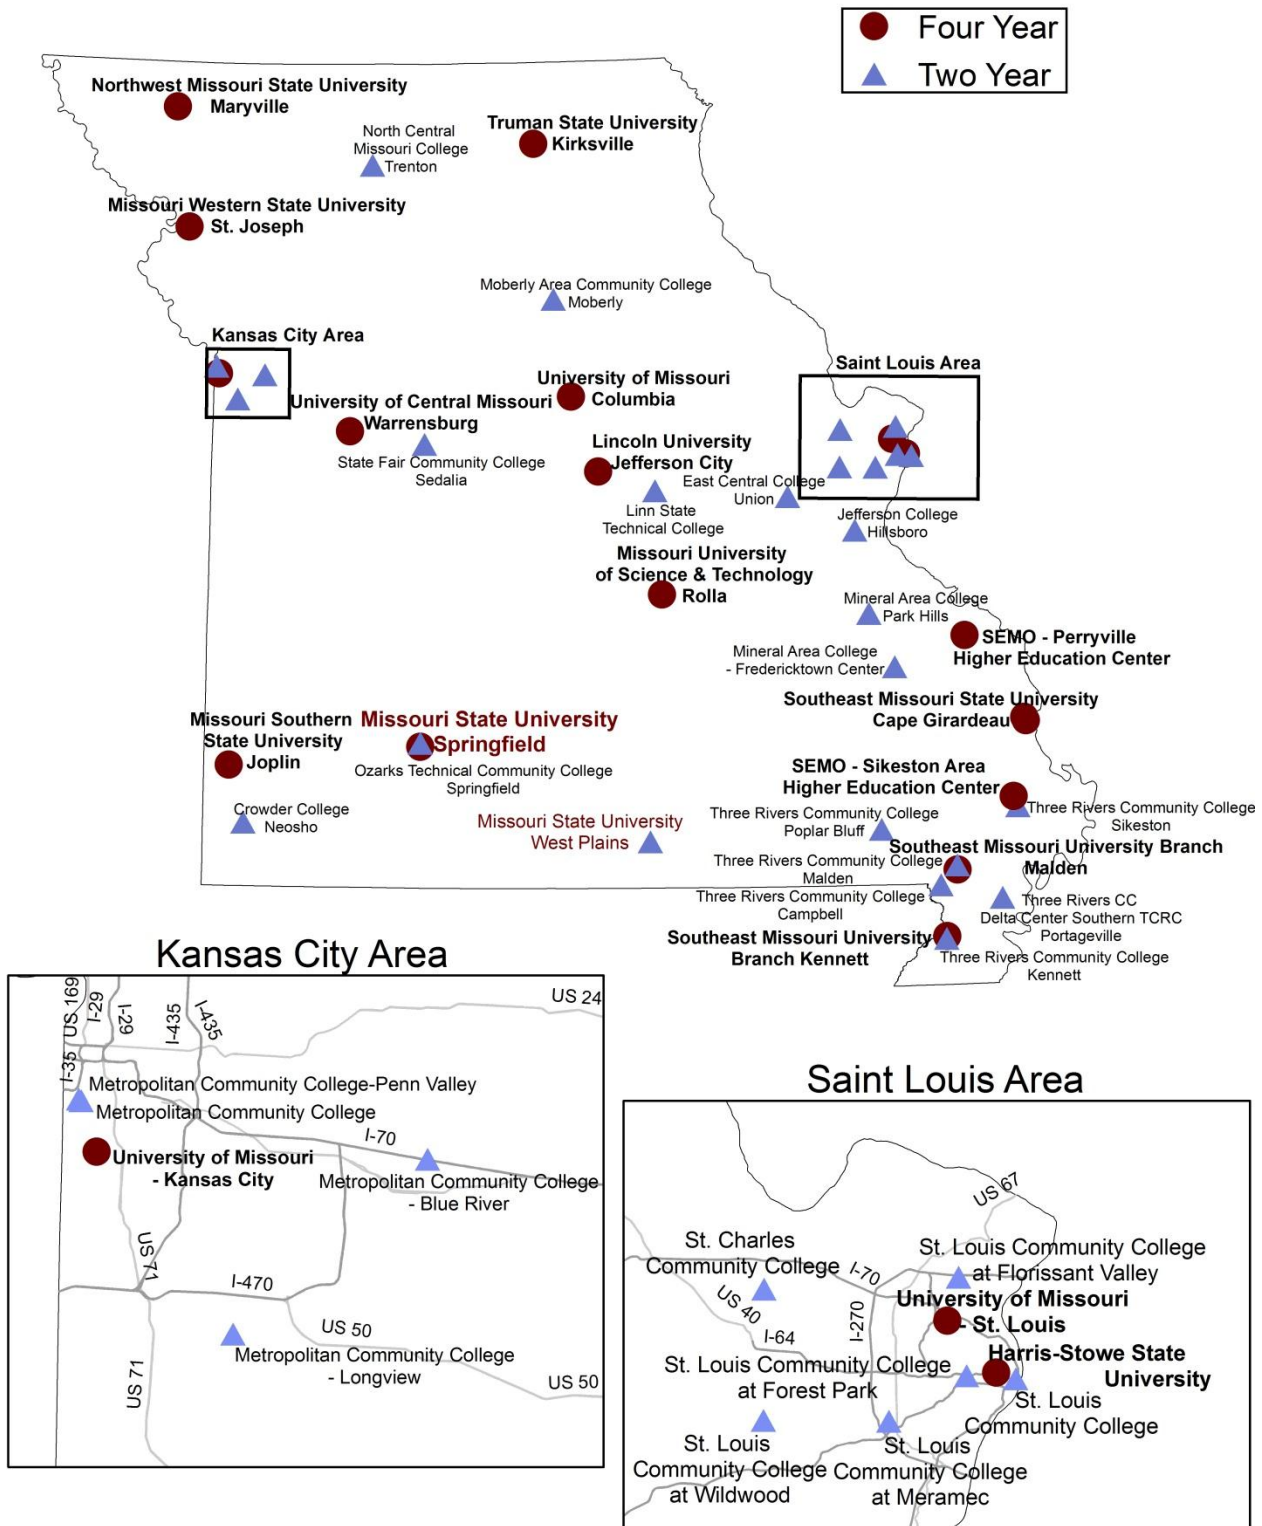 Four Year
Two Year
Northwest Missouri State University
Maryville
North Central
Missouri College
Trenton
Truman State University
Kirksville
Missouri Western State University
St. Joseph
Moberly Area Community College
Moberly
Kansas City Area
Saint Louis Area
University of Missouri
Columbia
University of Central Missouri
Warrensburg
State Fair Community College
Sedalia
Lincoln University
Jefferson City
East Central College
Union
Linn State
Technical College
Jefferson College
Hillsboro
Missouri University
of Science & Technology
Rolla
Mineral Area College
Park Hills
SEMO - Perryville
Higher Education Center
Mineral Area College
- Fredericktown Center
Southeast Missouri State University
Cape Girardeau
Missouri Southern
State University
Joplin
Missouri State University
Springfield
Ozarks Technical Community College
Springfield
SEMO - Sikeston Area
Higher Education Center
Three Rivers Community College
Sikeston
Crowder College
Neosho
Missouri State University
West Plains
Three Rivers Community College
Poplar Bluff
Southeast Missouri University Branch
Malden
Three Rivers Community College
Malden
Three Rivers Community College
Campbell
Three Rivers CC
Delta Center Southern TCRC
Portageville
Southeast Missouri University
Branch Kennett
Three Rivers Community College
Kennett
Kansas City Area
US 169
I-29
I-29
I-435
I-435
US 24
I-35
Metropolitan Community College-Penn Valley
Metropolitan Community College
I-70
University of Missouri
- Kansas City
Metropolitan Community College
- Blue River
US 71
I-470
US 50
Metropolitan Community College
- Longview
US 71
US 50
Saint Louis Area
US 67
St. Charles
Community College
St. Louis Community College
at Florissant Valley
I-70
US 40
I-270
University of Missouri
- St. Louis
I-64
Harris-Stowe State
University
St. Louis Community College
at Forest Park
St. Louis
Community College
St. Louis
Community College
at Wildwood
St. Louis
Community College
at Meramec